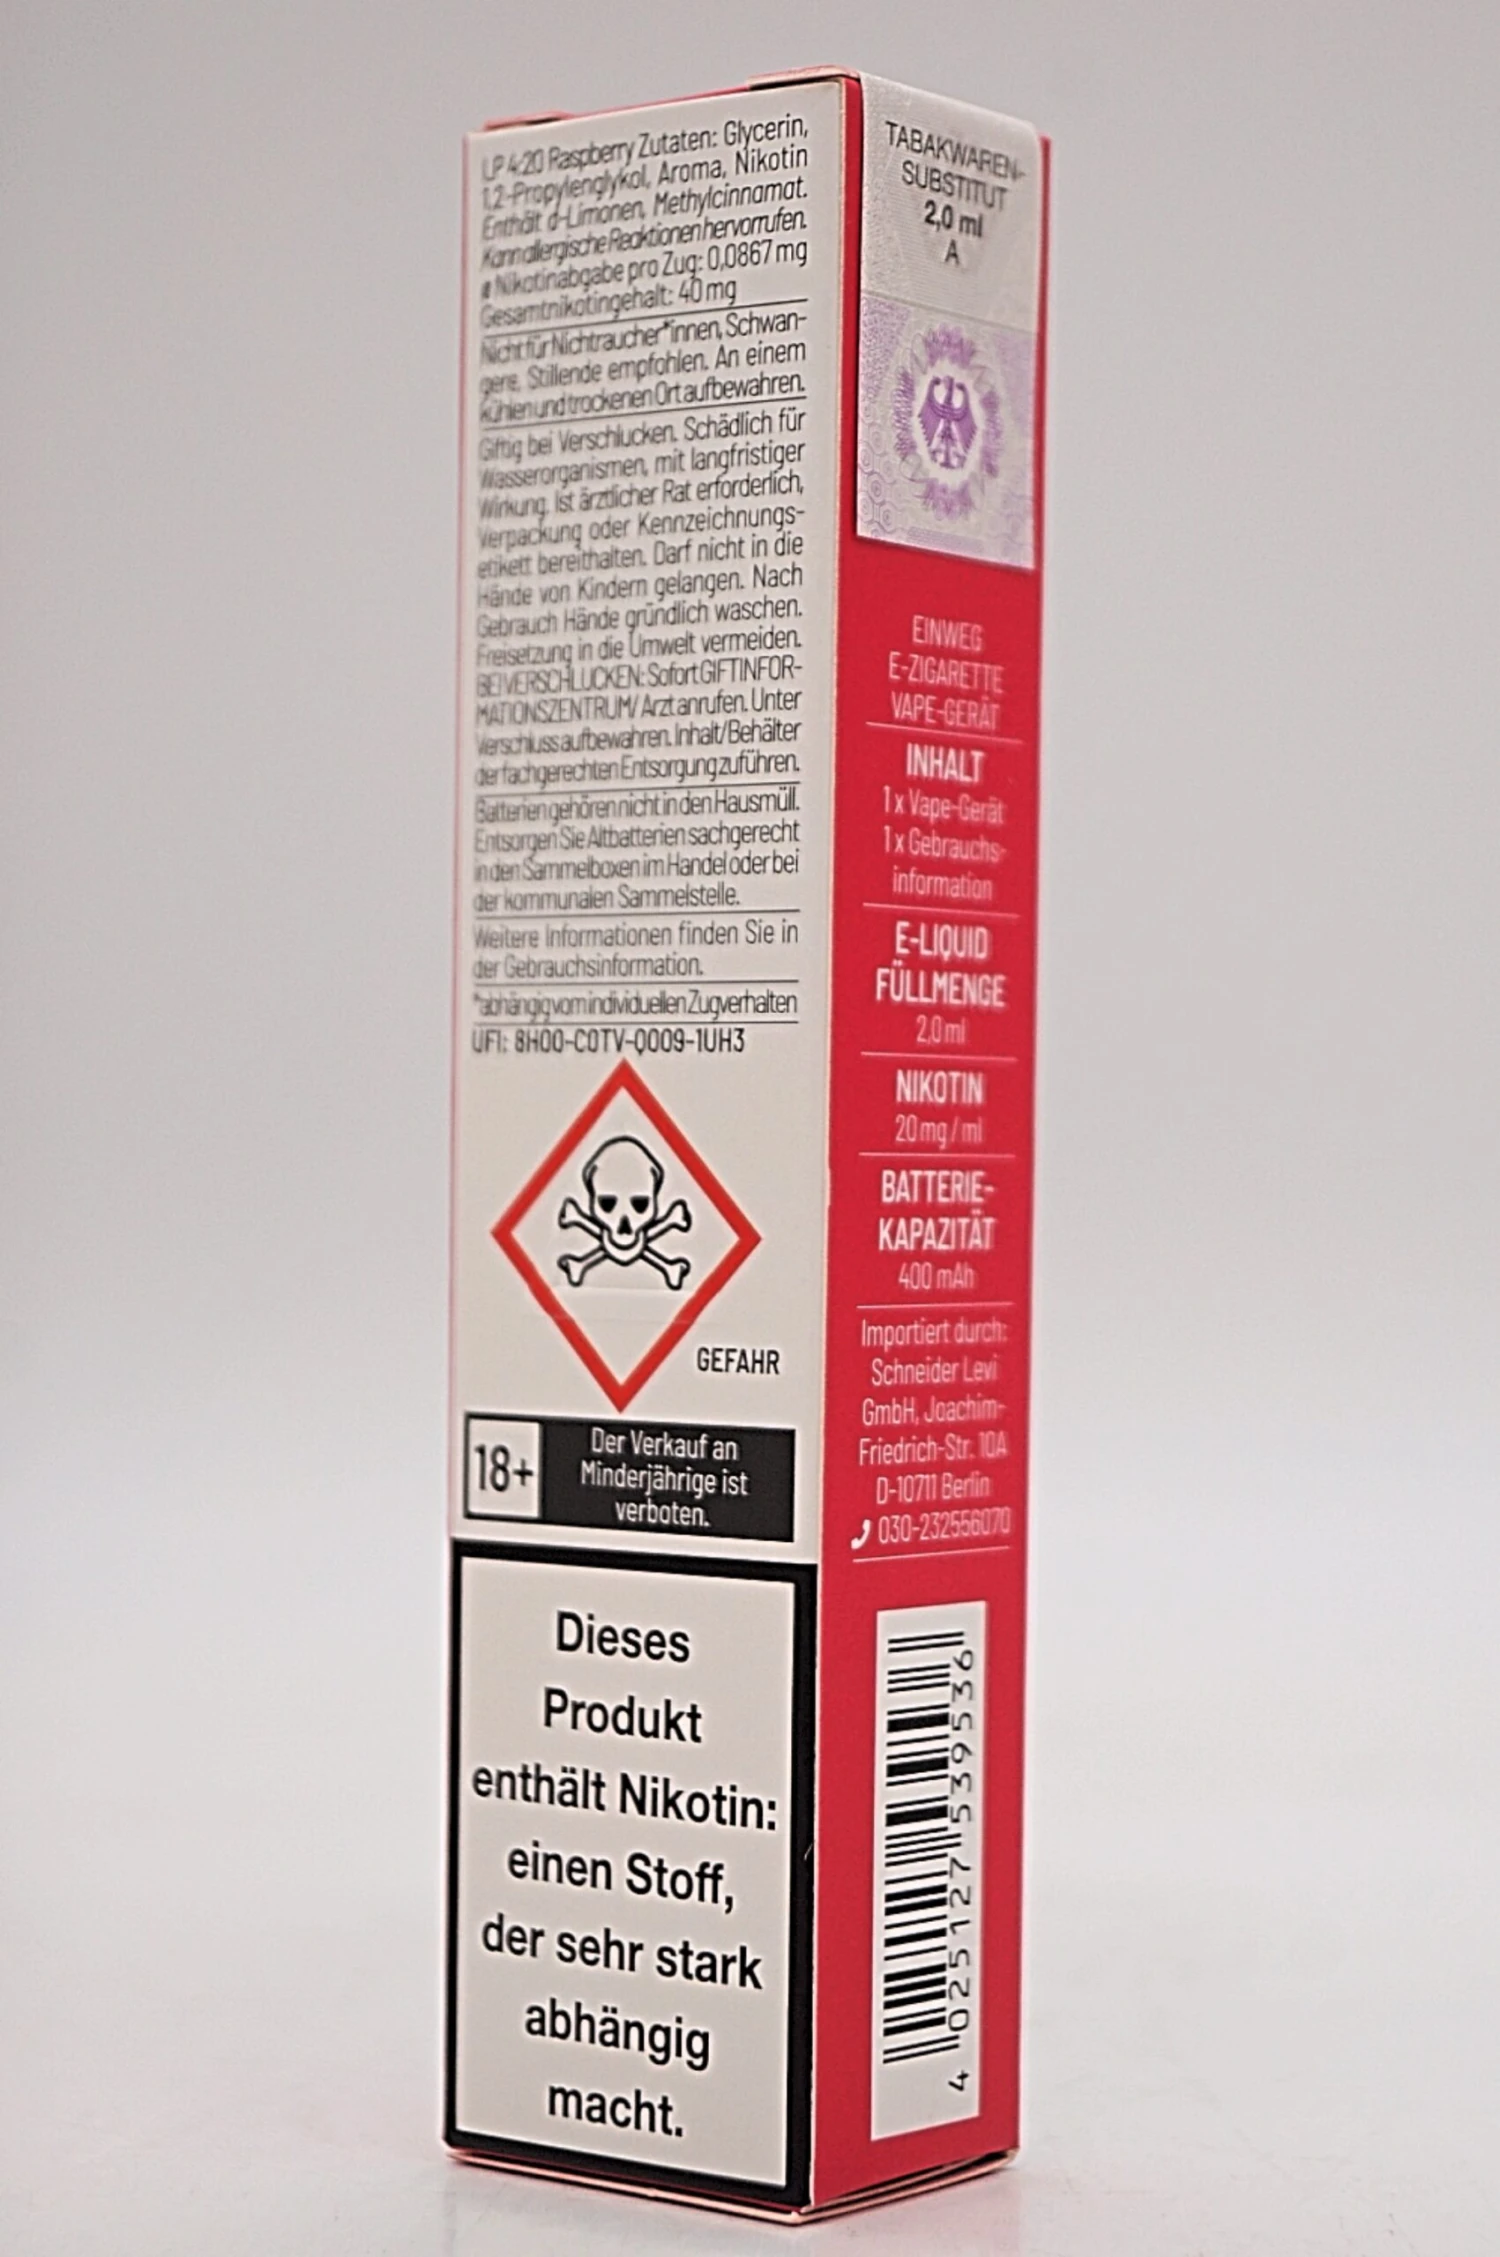 LP 4:20 Raspberry Zutaten: Glycerin,
1,2-Propylenglykol, Aroma, Nikotin
Enthält d-Limonen, Methylcinnamat.
Kann allergische Reaktionen hervorrufen.
ø Nikotinabgabe pro Zug: 0,0867 mg
Gesamtnikotingehalt: 40 mg
Nicht für Nichtraucher*innen, Schwan-
gere, Stillende empfohlen. An einem
kühlen und trockenen Ort aufbewahren.
Giftig bei Verschlucken. Schädlich für
Wasserorganismen, mit langfristiger
Wirkung. Ist ärztlicher Rat erforderlich,
Verpackung oder Kennzeichnungs-
etikett bereithalten. Darf nicht in die
Hände von Kindern gelangen. Nach
Gebrauch Hände gründlich waschen.
Freisetzung in die Umwelt vermeiden.
BEI VERSCHLUCKEN: Sofort GIFTINFOR-
MATIONSZENTRUM/ Arzt anrufen. Unter
Verschluss aufbewahren. Inhalt/Behälter
der fachgerechten Entsorgung zuführen.
Batterien gehören nicht in den Hausmüll.
Entsorgen Sie Altbatterien sachgerecht
in den Sammelboxen im Handel oder bei
der kommunalen Sammelstelle.
Weitere Informationen finden Sie in
der Gebrauchsinformation.
*abhängig vom individuellen Zugverhalten
UFI: 8H00-C0TV-Q009-1UH3
GEFAHR
18+
Der Verkauf an
Minderjährige ist
verboten.
Dieses
Produkt
enthält Nikotin:
einen Stoff,
der sehr stark
abhängig
macht.
TABAKWAREN-
SUBSTITUT
2,0 ml
A
EINWEG
E-ZIGARETTE
VAPE-GERÄT
INHALT
1 x Vape-Gerät
1 x Gebrauchs-
information
E-LIQUID
FÜLLMENGE
2,0 ml
NIKOTIN
20 mg / ml
BATTERIE-
KAPAZITÄT
400 mAh
Importiert durch:
Schneider Levi
GmbH, Joachim-
Friedrich-Str. 10A
D-10711 Berlin
030-232556070
4 025127 539536